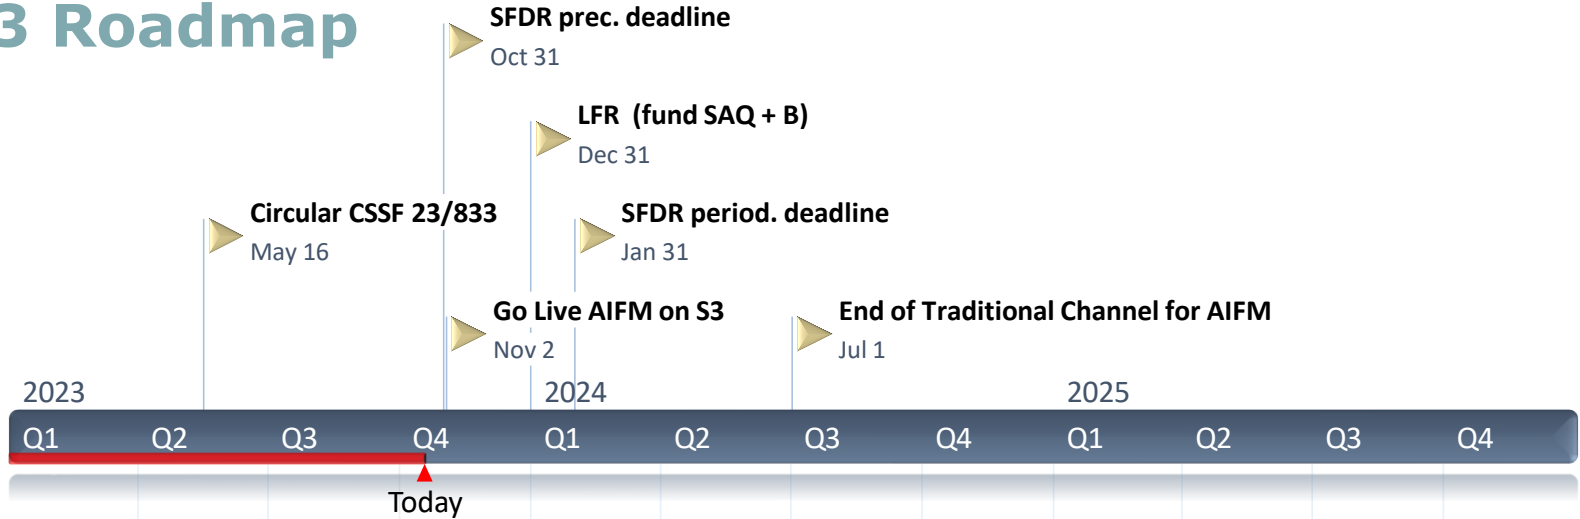 3 Roadmap
SFDR prec. deadline
Oct 31
LFR (fund SAQ + B)
Dec 31
Circular CSSF 23/833
May 16
SFDR period. deadline
Jan 31
Go Live AIFM on S3
Nov 2
End of Traditional Channel for AIFM
Jul 1
2023 2024 2025
Q1 Q2 Q3 Q4 Q1 Q2 Q3 Q4 Q1 Q2 Q3 Q4
Today